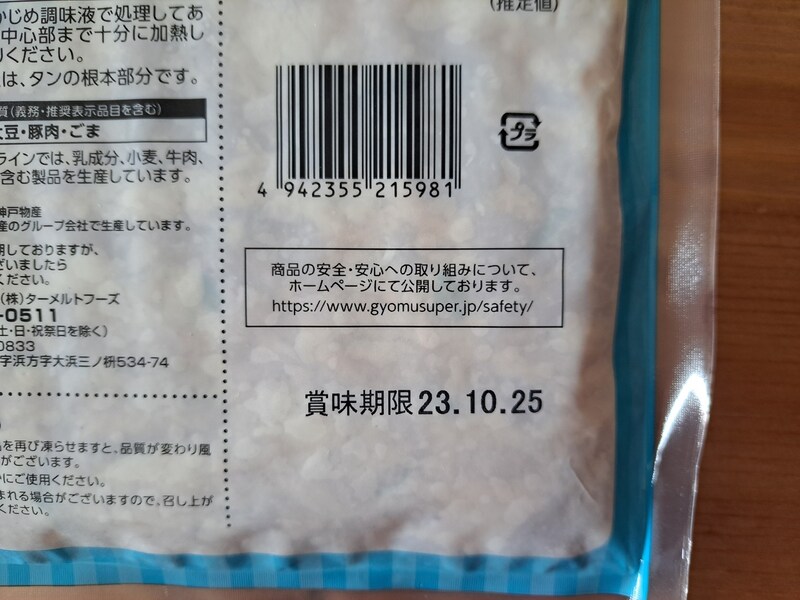 (推定値)
かじめ調味液で処理してあ
中心部まで十分に加熱し
ください。
は、タンの根本部分です。
質(義務・推奨表示品目を含む)
大豆・豚肉・ごま
ラインでは、乳成分、小麦、牛肉、
含む製品を生産しています。
神戸物産
産のグループ会社で生産しています。
期しておりますが、
ざいましたら
ください。
(株)ターメルトフーズ
-0511
土・日・祝祭日を除く)
0833
字浜方字大浜三ノ枡534-74
を再び凍らせますと、品質が変わり風
がございます。
にご使用ください。
まれる場合がございますので、召し上が
ください。
4 942355 215981
プラ
商品の安全・安心への取り組みについて、
ホームページにて公開しております。
https://www.gyomusuper.jp/safety/
賞味期限23.10.25